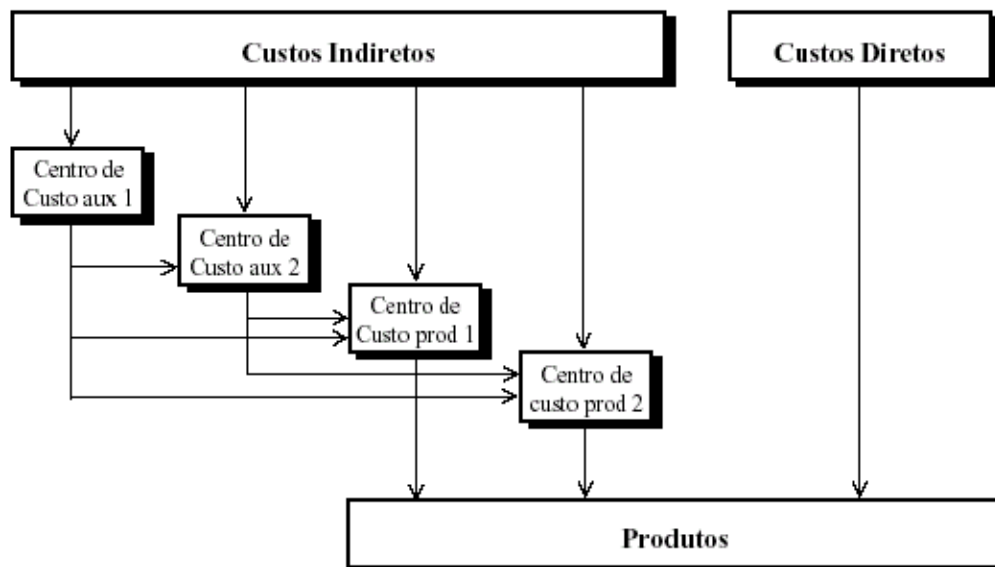 Custos Indiretos
Custos Diretos
Centro de
Custo aux 1
Centro de
Custo aux 2
Centro de
Custo prod 1
Centro de
custo prod 2
Produtos